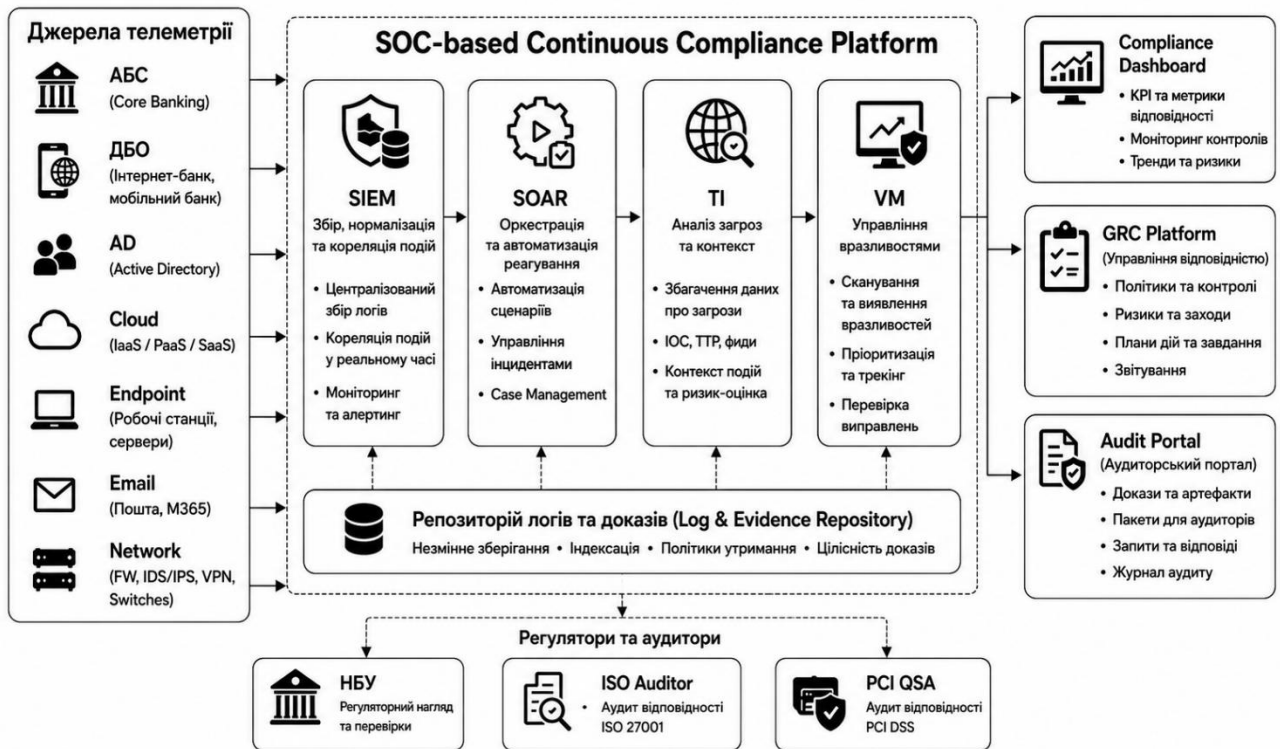 Джерела телеметрії
АБС
(Core Banking)
ДБО
(Інтернет-банк,
мобільний банк)
AD
(Active Directory)
Cloud
(IaaS / PaaS / SaaS)
Endpoint
(Робочі станції,
сервери)
Email
(Пошта, M365)
Network
(FW, IDS/IPS, VPN,
Switches)
SOC-based Continuous Compliance Platform
SIEM
Збір, нормалізація
та кореляція подій
• Централізований
збір логів
• Кореляція подій
у реальному часі
• Моніторинг
та алертинг
SOAR
Оркестрація
та автоматизація
реагування
• Автоматизація
сценаріїв
• Управління
інцидентами
• Case Management
TI
Аналіз загроз
та контекст
• Збагачення даних
про загрози
• IOC, TTP, фиди
• Контекст подій
та ризик-оцінка
VM
Управління
вразливостями
• Сканування
та виявлення
вразливостей
• Пріоритизація
та трекінг
• Перевірка
виправлень
Репозиторій логів та доказів (Log & Evidence Repository)
Незмінне зберігання • Індексація • Політики утримання • Цілісність доказів
Compliance
Dashboard
• KPI та метрики
відповідності
• Моніторинг контролів
• Тренди та ризики
GRC Platform
(Управління відповідністю)
• Політики та контролі
• Ризики та заходи
• Плани дій та завдання
• Звітування
Audit Portal
(Аудиторський портал)
• Докази та артефакти
• Пакети для аудиторів
• Запити та відповіді
• Журнал аудиту
Регулятори та аудитори
НБУ
Регуляторний нагляд
та перевірки
ISO Auditor
• Аудит відповідності
ISO 27001
PCI QSA
Аудит відповідності
PCI DSS